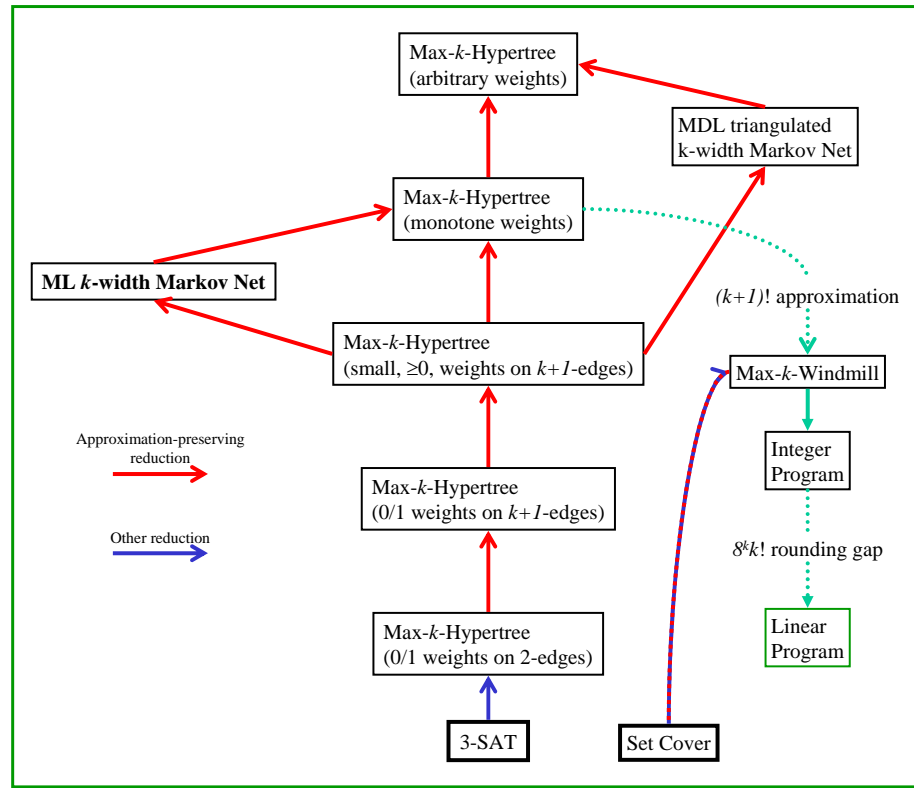 Max-k-Hypertree
(arbitrary weights)
MDL triangulated
k-width Markov Net
Max-k-Hypertree
(monotone weights)
ML k-width Markov Net
(k+1)! approximation
Max-k-Hypertree
(small, ≥0, weights on k+1-edges)
Max-k-Windmill
Approximation-preserving
reduction
Integer
Program
Max-k-Hypertree
(0/1 weights on k+1-edges)
Other reduction
8ᵏk! rounding gap
Max-k-Hypertree
(0/1 weights on 2-edges)
Linear
Program
3-SAT
Set Cover